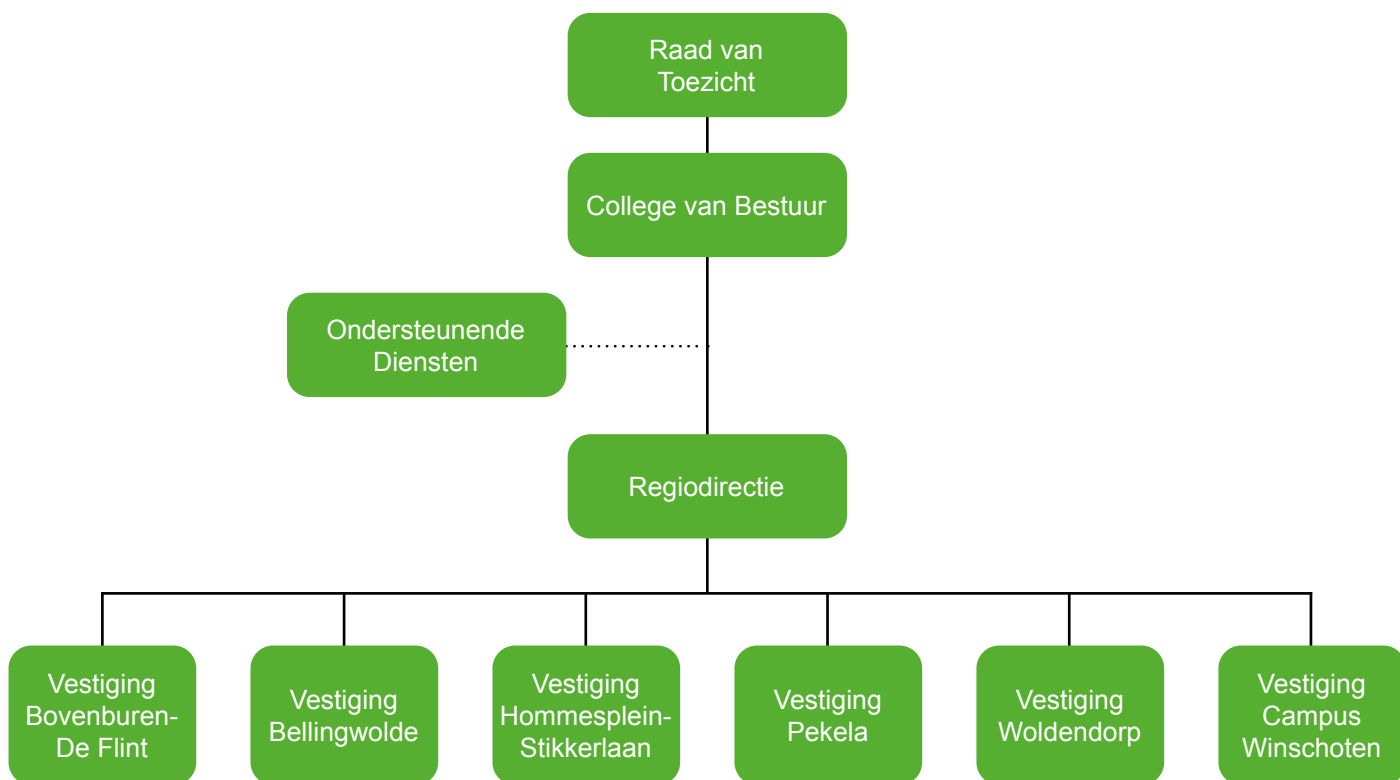 Raad van
Toezicht
College van Bestuur
Ondersteunende
Diensten
Regiodirectie
Vestiging
Bovenburen-
De Flint
Vestiging
Bellingwolde
Vestiging
Hommesplein-
Stikkerlaan
Vestiging
Pekela
Vestiging
Woldendorp
Vestiging
Campus
Winschoten